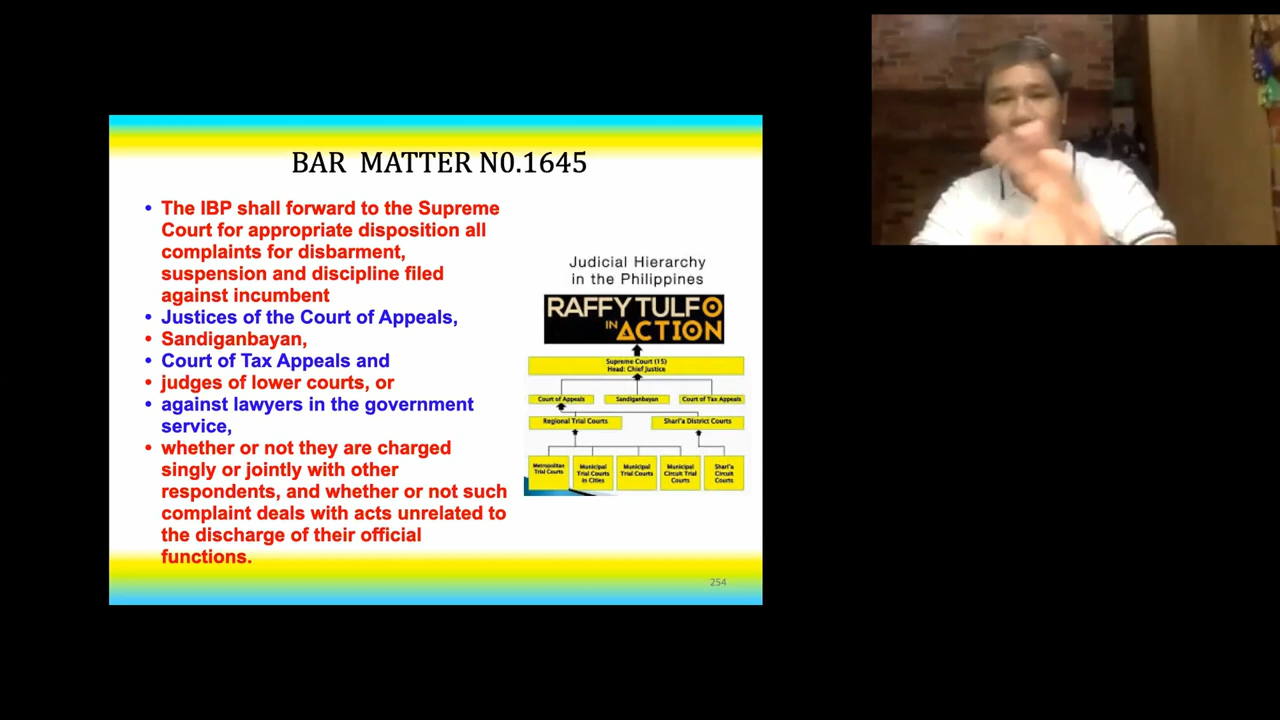 BAR MATTER N0.1645
• The IBP shall forward to the Supreme
Court for appropriate disposition all
complaints for disbarment,
suspension and discipline filed
against incumbent
• Justices of the Court of Appeals,
• Sandiganbayan,
• Court of Tax Appeals and
• judges of lower courts, or
• against lawyers in the government
service,
• whether or not they are charged
singly or jointly with other
respondents, and whether or not such
complaint deals with acts unrelated to
the discharge of their official
functions.
Judicial Hierarchy
in the Philippines
RAFFY TULFO
IN ACTION
Supreme Court (15)
Head: Chief Justice
Court of Appeals
Sandiganbayan
Court of Tax Appeals
Regional Trial Courts
Shari'a District Courts
Metropolitan
Trial Courts
Municipal
Trial Courts
in Cities
Municipal
Trial Courts
Municipal
Circuit Trial
Courts
Shari'a
Circuit
Courts
254